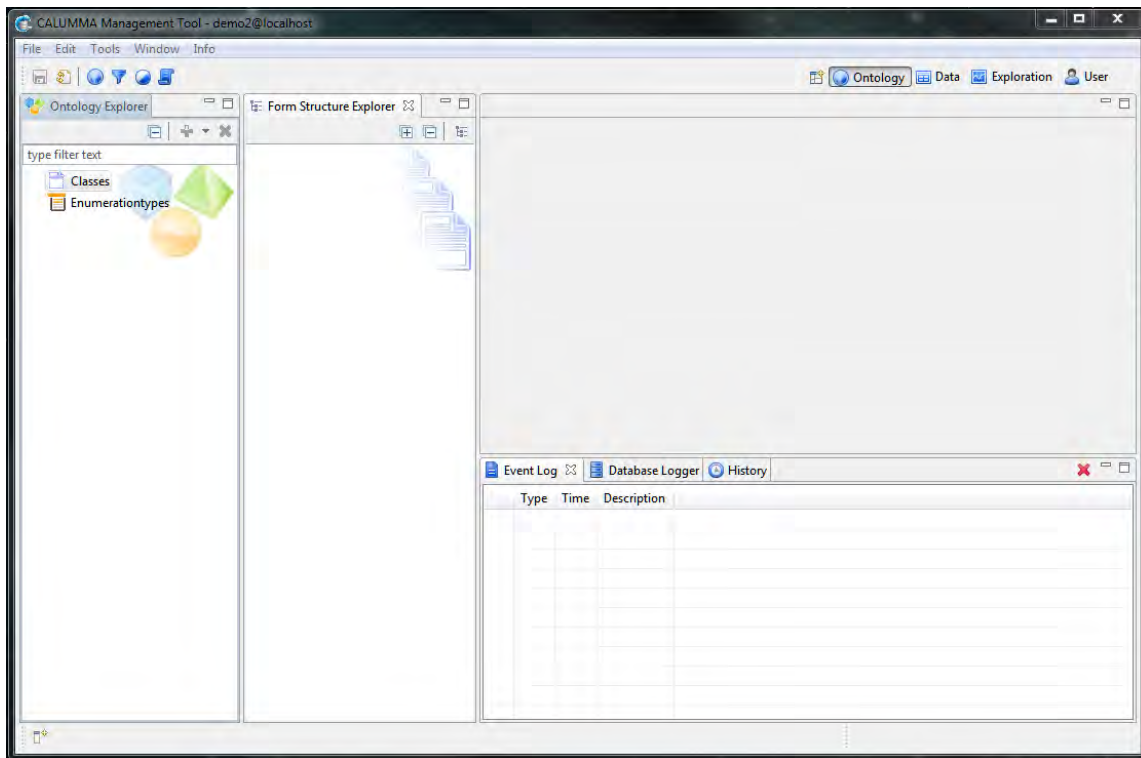 CALUMMA Management Tool - demo2@localhost
File Edit Tools Window Info
Ontology Data Exploration User
Ontology Explorer
Form Structure Explorer
type filter text
Classes
Enumerationtypes
Event Log Database Logger History
Type Time Description